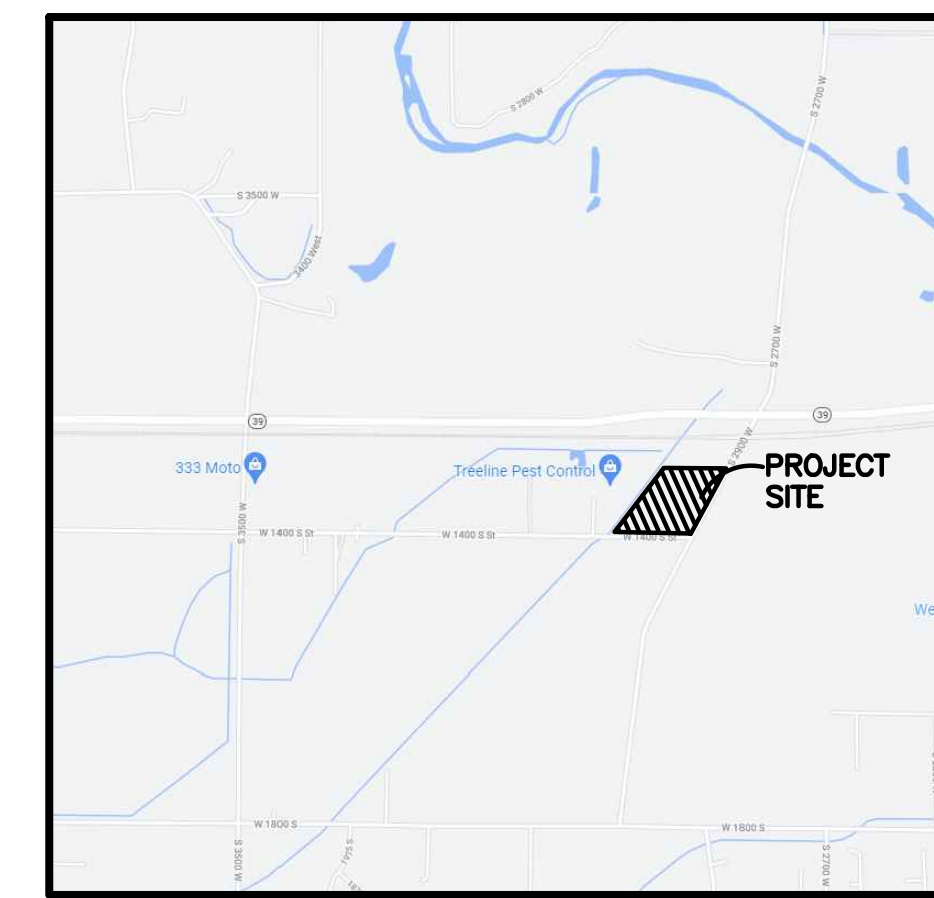 S 2800 W
S 2700 W
S 3500 W
3400 West
S 2700 W
39
39
S 2900 W
333 Moto
Treeline Pest Control
PROJECT
SITE
S 3500 W
W 1400 S St
W 1400 S St
W 1400 S St
We
W 1800 S
W 1800 S
S 3500 W
S 2700 W